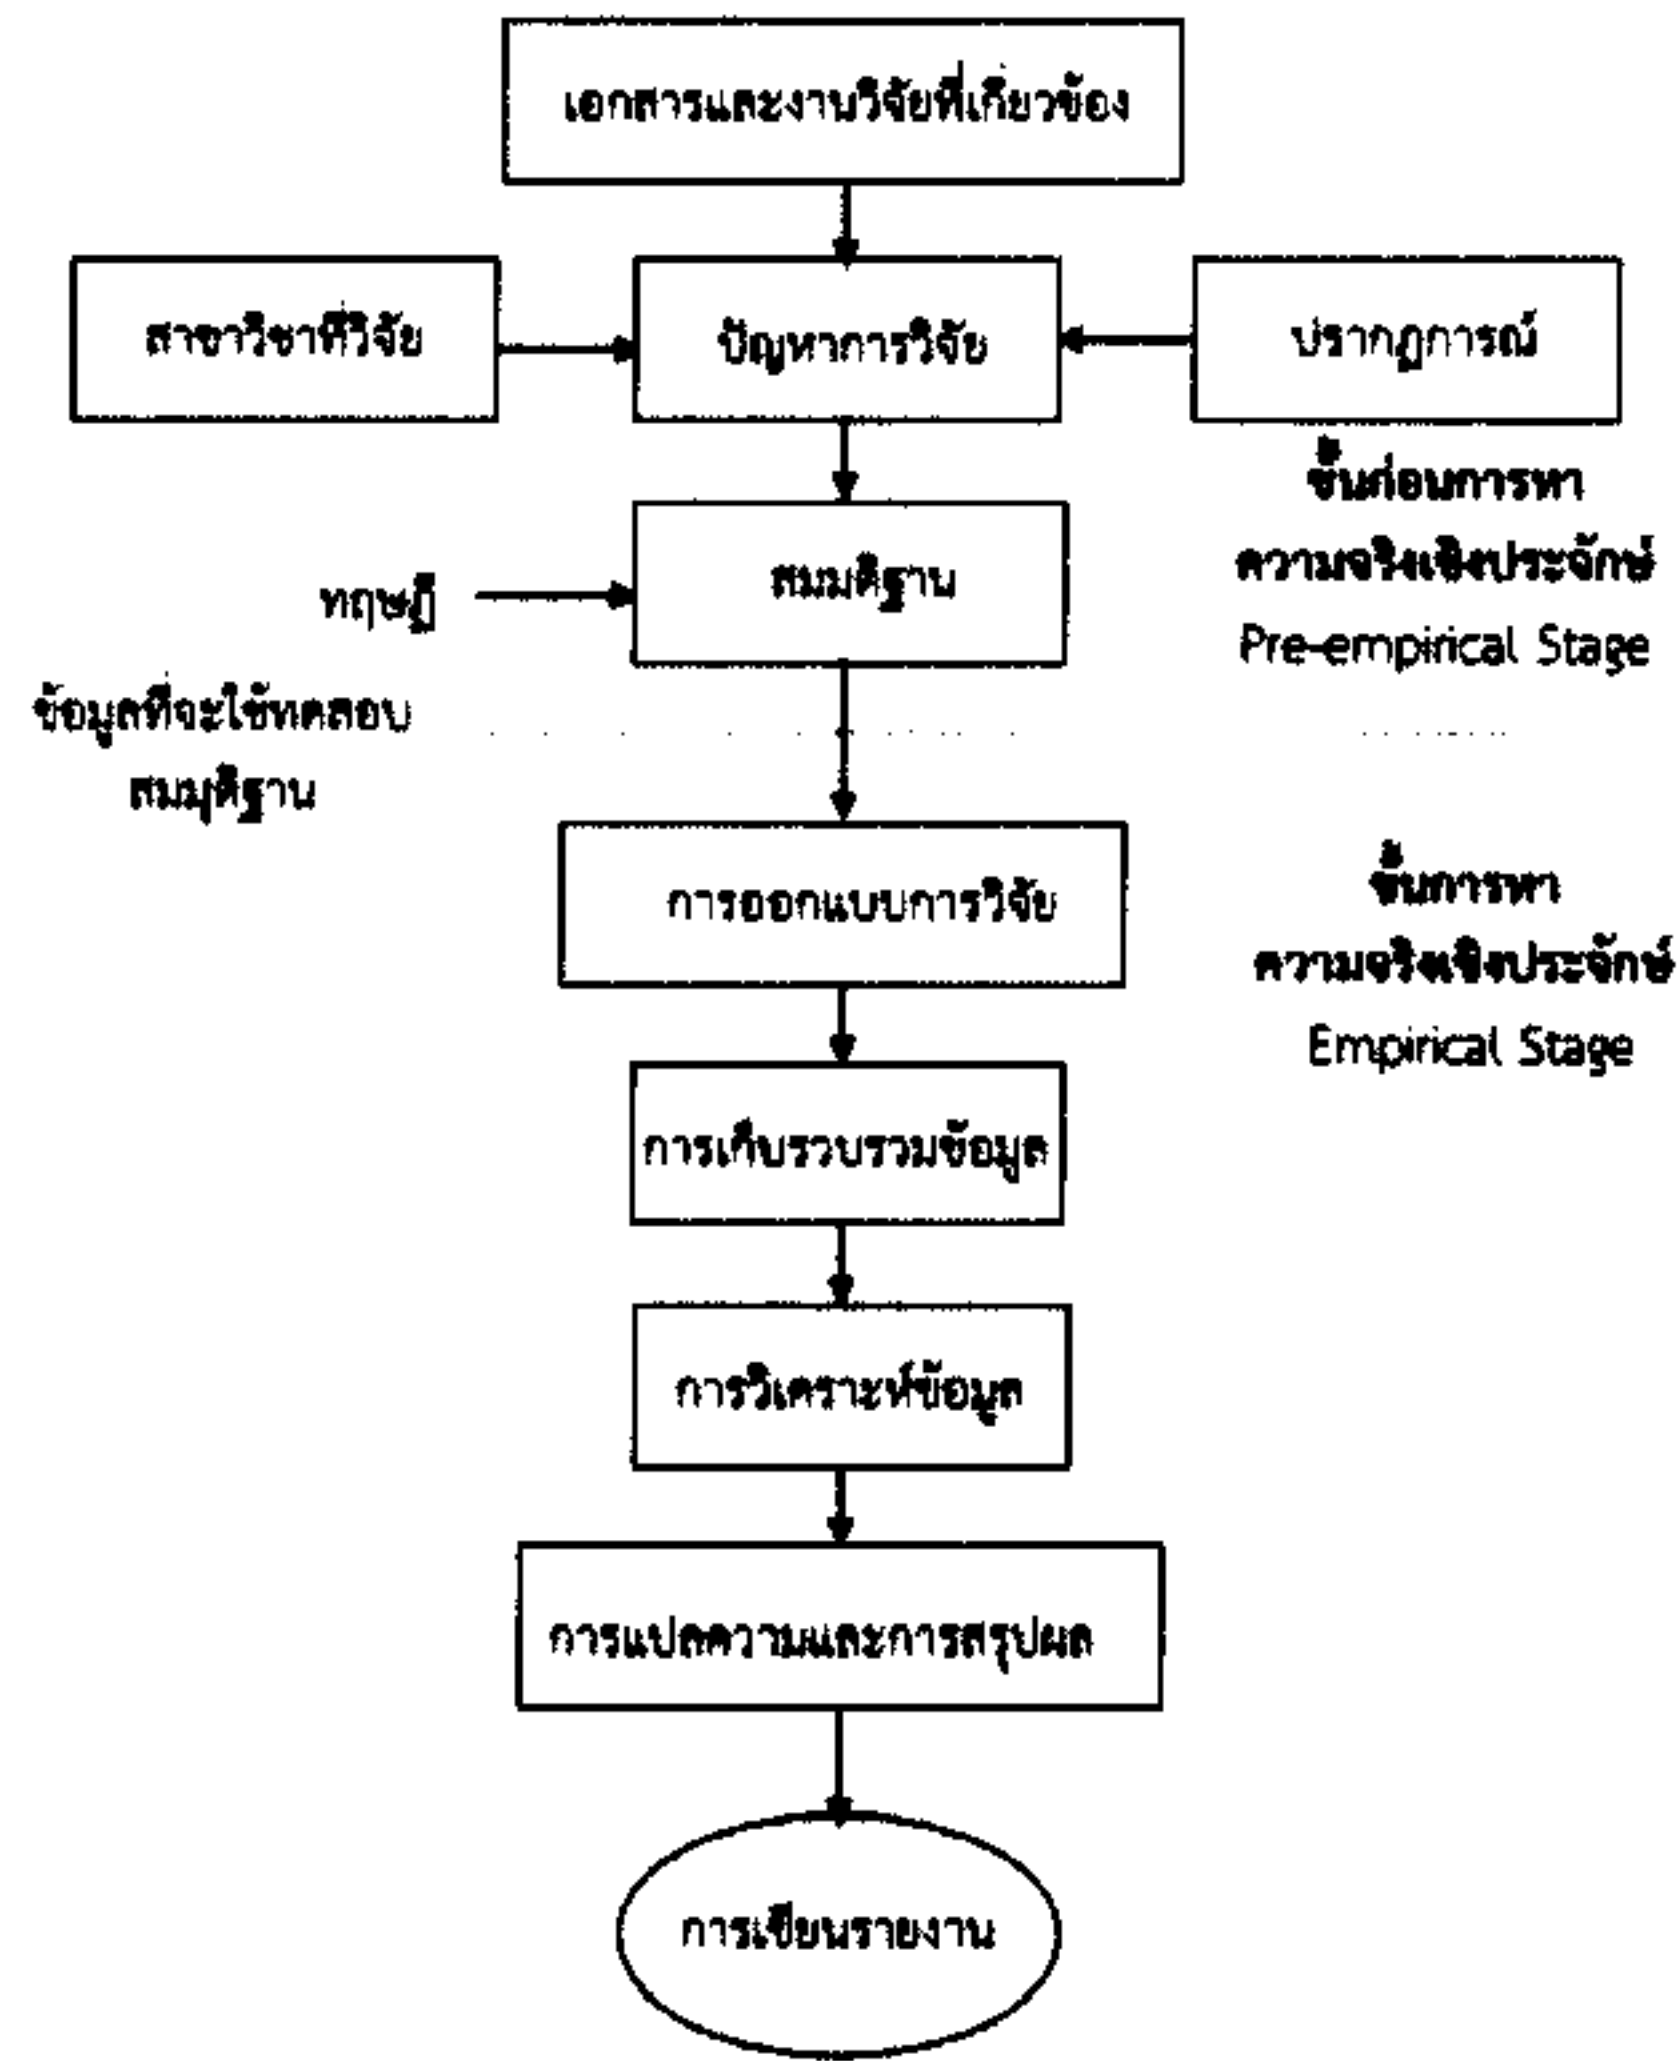 เอกสารและงานวิจัยที่เกี่ยวข้อง
สาขาวิชาที่วิจัย
ปัญหาการวิจัย
ปรากฏการณ์
ขั้นก่อนการหา
ความจริงเชิงประจักษ์
Pre-empirical Stage
ทฤษฎี
สมมติฐาน
ข้อมูลที่จะใช้ทดสอบ
สมมุติฐาน
การออกแบบการวิจัย
ขั้นการหา
ความจริงเชิงประจักษ์
Empirical Stage
การเก็บรวบรวมข้อมูล
การวิเคราะห์ข้อมูล
การแปลความและการสรุปผล
การเขียนรายงาน